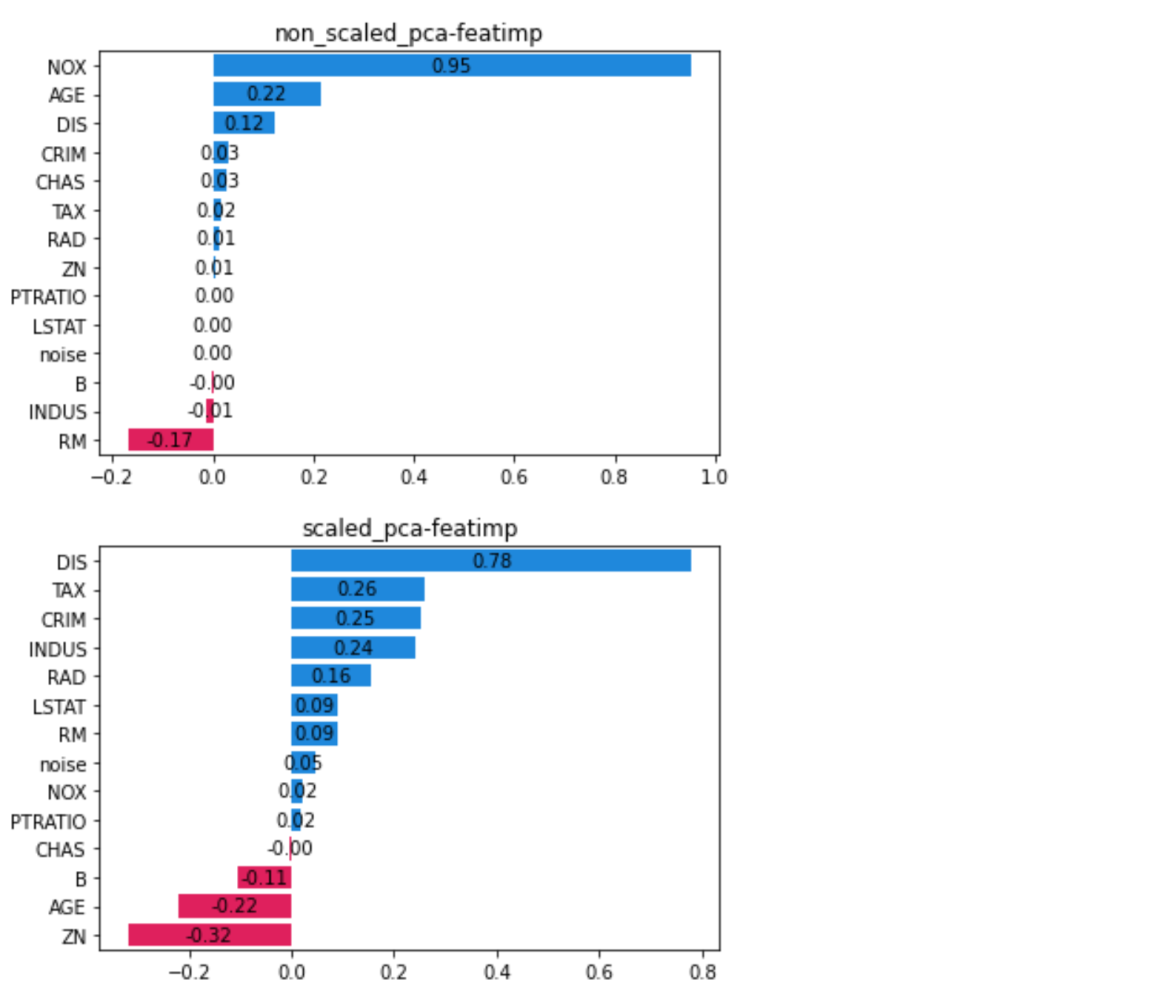 non_scaled_pca-featimp
NOX 0.95
AGE 0.22
DIS 0.12
CRIM 0.03
CHAS 0.03
TAX 0.02
RAD 0.01
ZN 0.01
PTRATIO 0.00
LSTAT 0.00
noise 0.00
B -0.00
INDUS -0.01
RM -0.17
−0.2 0.0 0.2 0.4 0.6 0.8 1.0
scaled_pca-featimp
DIS 0.78
TAX 0.26
CRIM 0.25
INDUS 0.24
RAD 0.16
LSTAT 0.09
RM 0.09
noise 0.05
NOX 0.02
PTRATIO 0.02
CHAS -0.00
B -0.11
AGE -0.22
ZN -0.32
−0.2 0.0 0.2 0.4 0.6 0.8